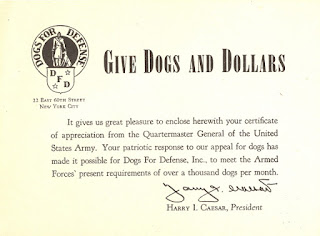 DOGS FOR DEFENSE
D
F D
GIVE DOGS AND DOLLARS
22 EAST 60TH STREET
NEW YORK CITY
It gives us great pleasure to enclose herewith your certificate
of appreciation from the Quartermaster General of the United
States Army. Your patriotic response to our appeal for dogs has
made it possible for Dogs For Defense, Inc., to meet the Armed
Forces' present requirements of over a thousand dogs per month.
Harry I. Caesar
HARRY I. CAESAR, President